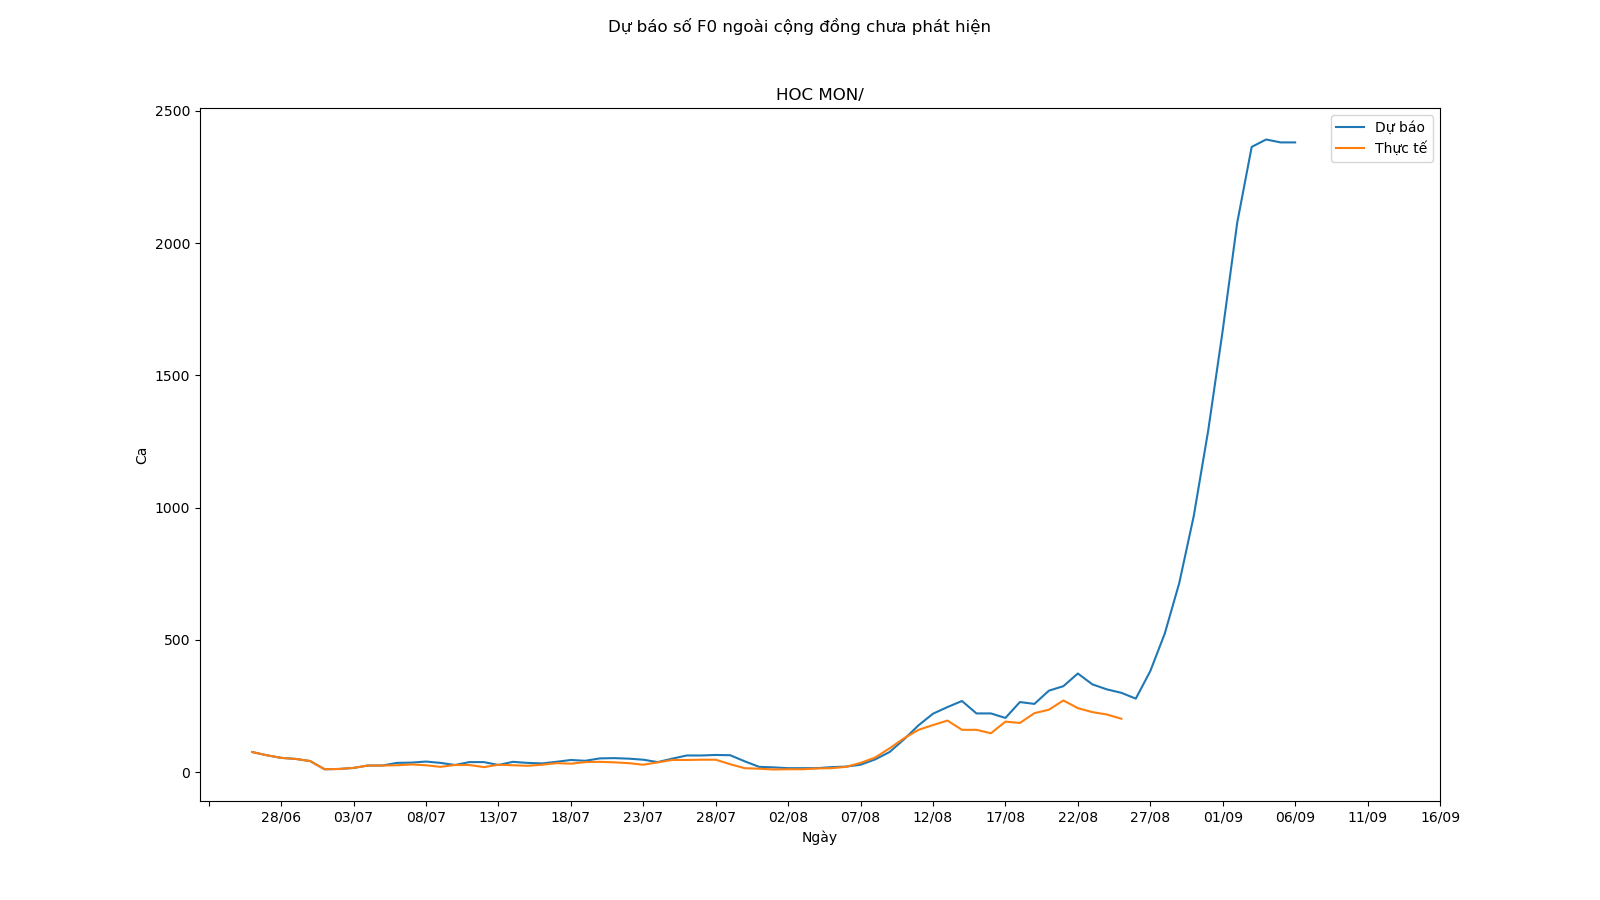 Dự báo số F0 ngoài cộng đồng chưa phát hiện
HOC MON/
Dự báo
Thực tế
2500
2000
1500
1000
500
0
Ca
28/06 03/07 08/07 13/07 18/07 23/07 28/07 02/08 07/08 12/08 17/08 22/08 27/08 01/09 06/09 11/09 16/09
Ngày